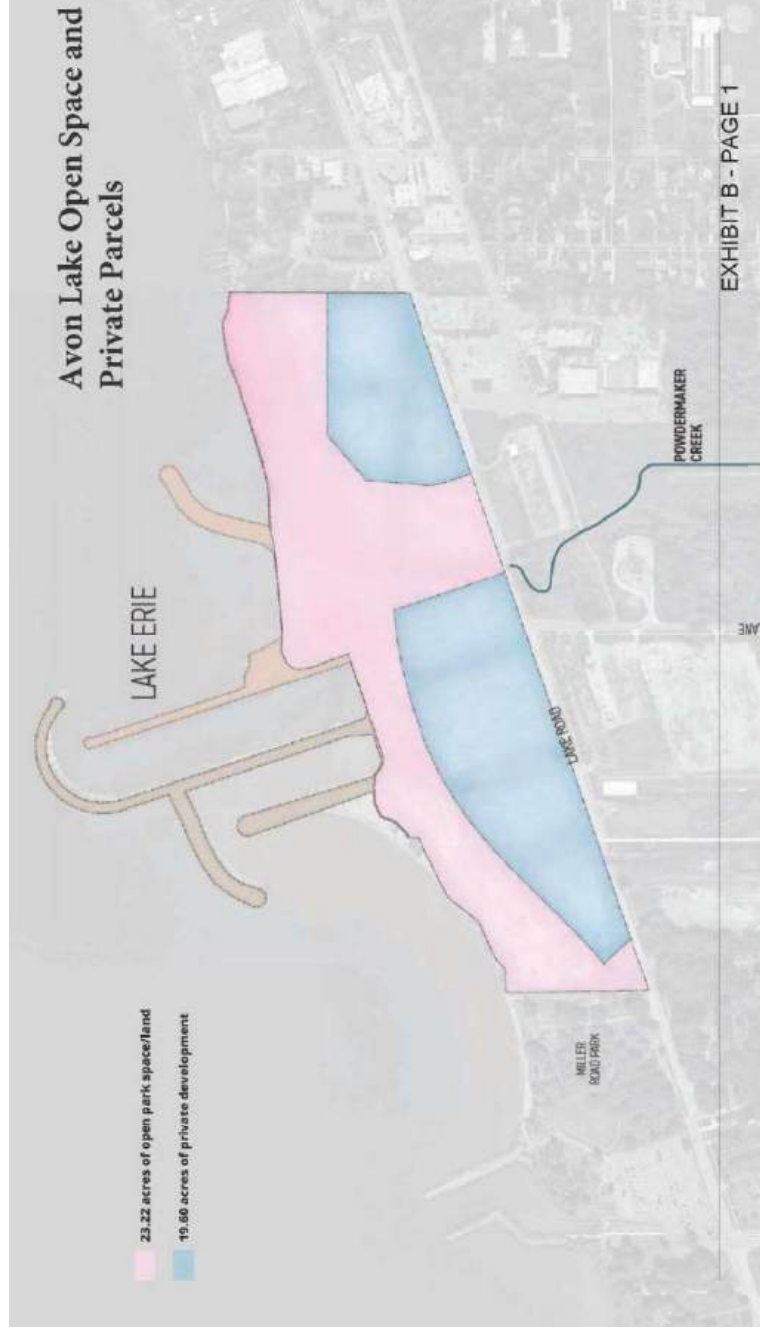 Avon Lake Open Space and
Private Parcels
LAKE ERIE
23.22 acres of open park space/land
19.60 acres of private development
MILLER
ROAD PARK
LAKE ROAD
POWDERMAKER
CREEK
EXHIBIT B - PAGE 1